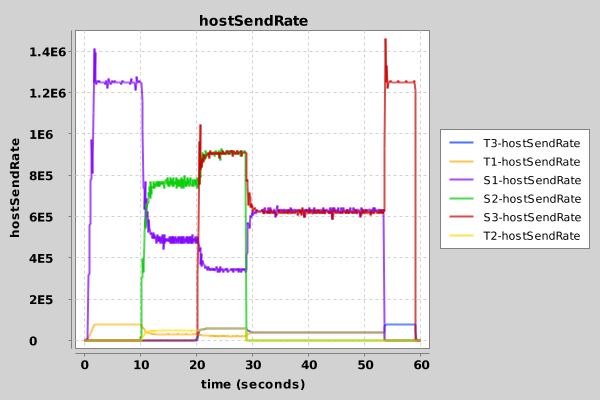 hostSendRate
1.4E6
1.2E6
1E6
8E5
6E5
4E5
2E5
0
hostSendRate
0 10 20 30 40 50 60
time (seconds)
T3-hostSendRate
T1-hostSendRate
S1-hostSendRate
S2-hostSendRate
S3-hostSendRate
T2-hostSendRate